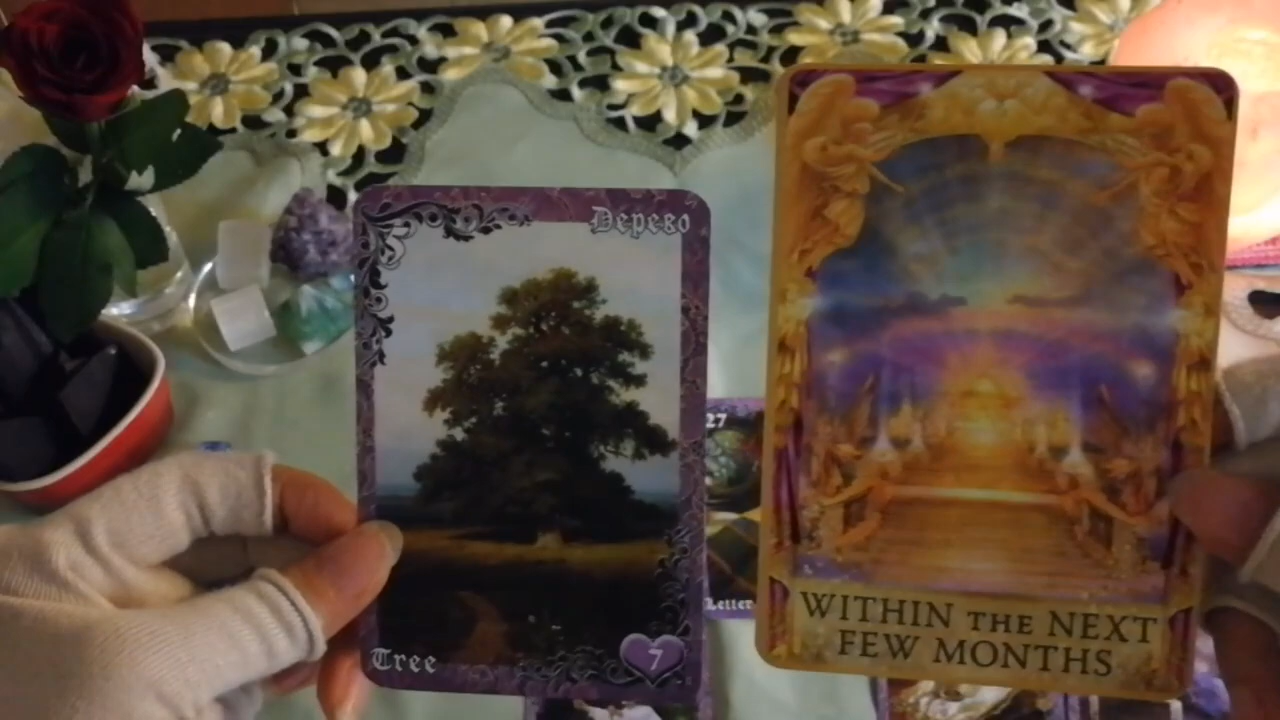 Дерево
Tree
7
27
Letter
WITHIN THE NEXT
FEW MONTHS